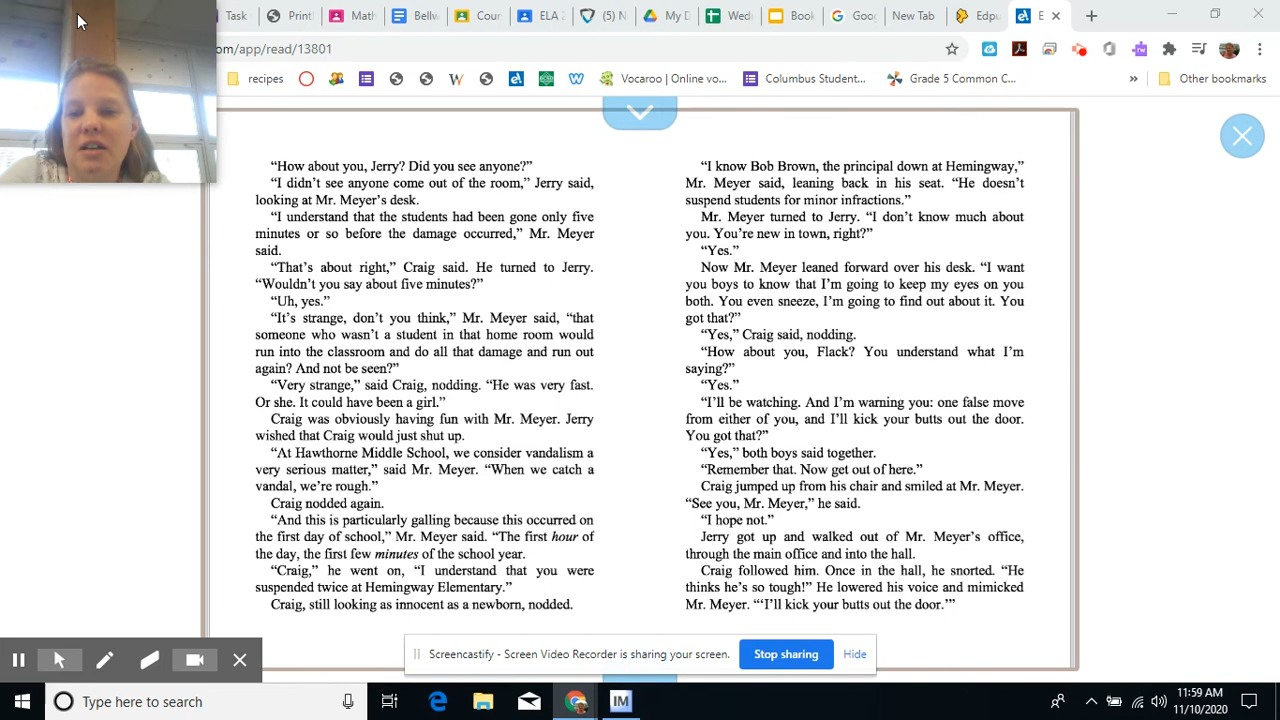 Task
Printi
Math
Bellw
Cour
ELA 2
(5) N
My D
Wed
Book
Goog
New Tab
Edpu
E
om/app/read/13801
recipes
Vocaroo | Online vo...
Columbus Student...
Grade 5 Common C...
»
Other bookmarks
“How about you, Jerry? Did you see anyone?”
“I didn’t see anyone come out of the room,” Jerry said,
looking at Mr. Meyer’s desk.
“I understand that the students had been gone only five
minutes or so before the damage occurred,” Mr. Meyer
said.
“That’s about right,” Craig said. He turned to Jerry.
“Wouldn’t you say about five minutes?”
“Uh, yes.”
“It’s strange, don’t you think,” Mr. Meyer said, “that
someone who wasn’t a student in that home room would
run into the classroom and do all that damage and run out
again? And not be seen?”
“Very strange,” said Craig, nodding. “He was very fast.
Or she. It could have been a girl.”
Craig was obviously having fun with Mr. Meyer. Jerry
wished that Craig would just shut up.
“At Hawthorne Middle School, we consider vandalism a
very serious matter,” said Mr. Meyer. “When we catch a
vandal, we’re rough.”
Craig nodded again.
“And this is particularly galling because this occurred on
the first day of school,” Mr. Meyer said. “The first hour of
the day, the first few minutes of the school year.
“Craig,” he went on, “I understand that you were
suspended twice at Hemingway Elementary.”
Craig, still looking as innocent as a newborn, nodded.
“I know Bob Brown, the principal down at Hemingway,”
Mr. Meyer said, leaning back in his seat. “He doesn’t
suspend students for minor infractions.”
Mr. Meyer turned to Jerry. “I don’t know much about
you. You’re new in town, right?”
“Yes.”
Now Mr. Meyer leaned forward over his desk. “I want
you boys to know that I’m going to keep my eyes on you
both. You even sneeze, I’m going to find out about it. You
got that?”
“Yes,” Craig said, nodding.
“How about you, Flack? You understand what I’m
saying?”
“Yes.”
“I’ll be watching. And I’m warning you: one false move
from either of you, and I’ll kick your butts out the door.
You got that?”
“Yes,” both boys said together.
“Remember that. Now get out of here.”
Craig jumped up from his chair and smiled at Mr. Meyer.
“See you, Mr. Meyer,” he said.
“I hope not.”
Jerry got up and walked out of Mr. Meyer’s office,
through the main office and into the hall.
Craig followed him. Once in the hall, he snorted. “He
thinks he’s so tough!” He lowered his voice and mimicked
Mr. Meyer. “‘I’ll kick your butts out the door.’”
Screencastify - Screen Video Recorder is sharing your screen.
Stop sharing
Hide
Type here to search
IM
11:59 AM
11/10/2020